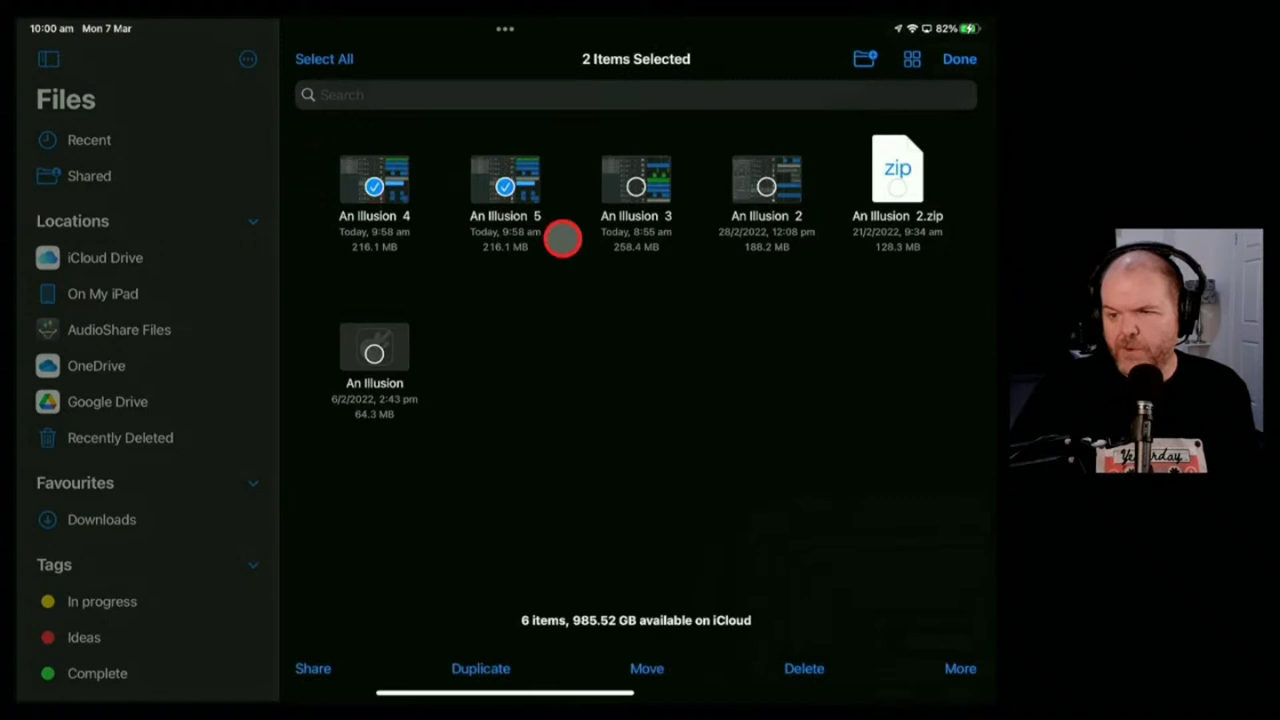 10:00 am Mon 7 Mar
82%
Files
Recent
Shared
Locations
iCloud Drive
On My iPad
AudioShare Files
OneDrive
Google Drive
Recently Deleted
Favourites
Downloads
Tags
In progress
Ideas
Complete
Select All
2 Items Selected
Done
Search
An Illusion 4
Today, 9:58 am
216.1 MB
An Illusion 5
Today, 9:58 am
216.1 MB
An Illusion 3
Today, 8:55 am
258.4 MB
An Illusion 2
28/2/2022, 12:08 pm
188.2 MB
zip
An Illusion 2.zip
21/2/2022, 9:34 am
128.3 MB
An Illusion
6/2/2022, 2:43 pm
64.3 MB
6 items, 985.52 GB available on iCloud
Share
Duplicate
Move
Delete
More